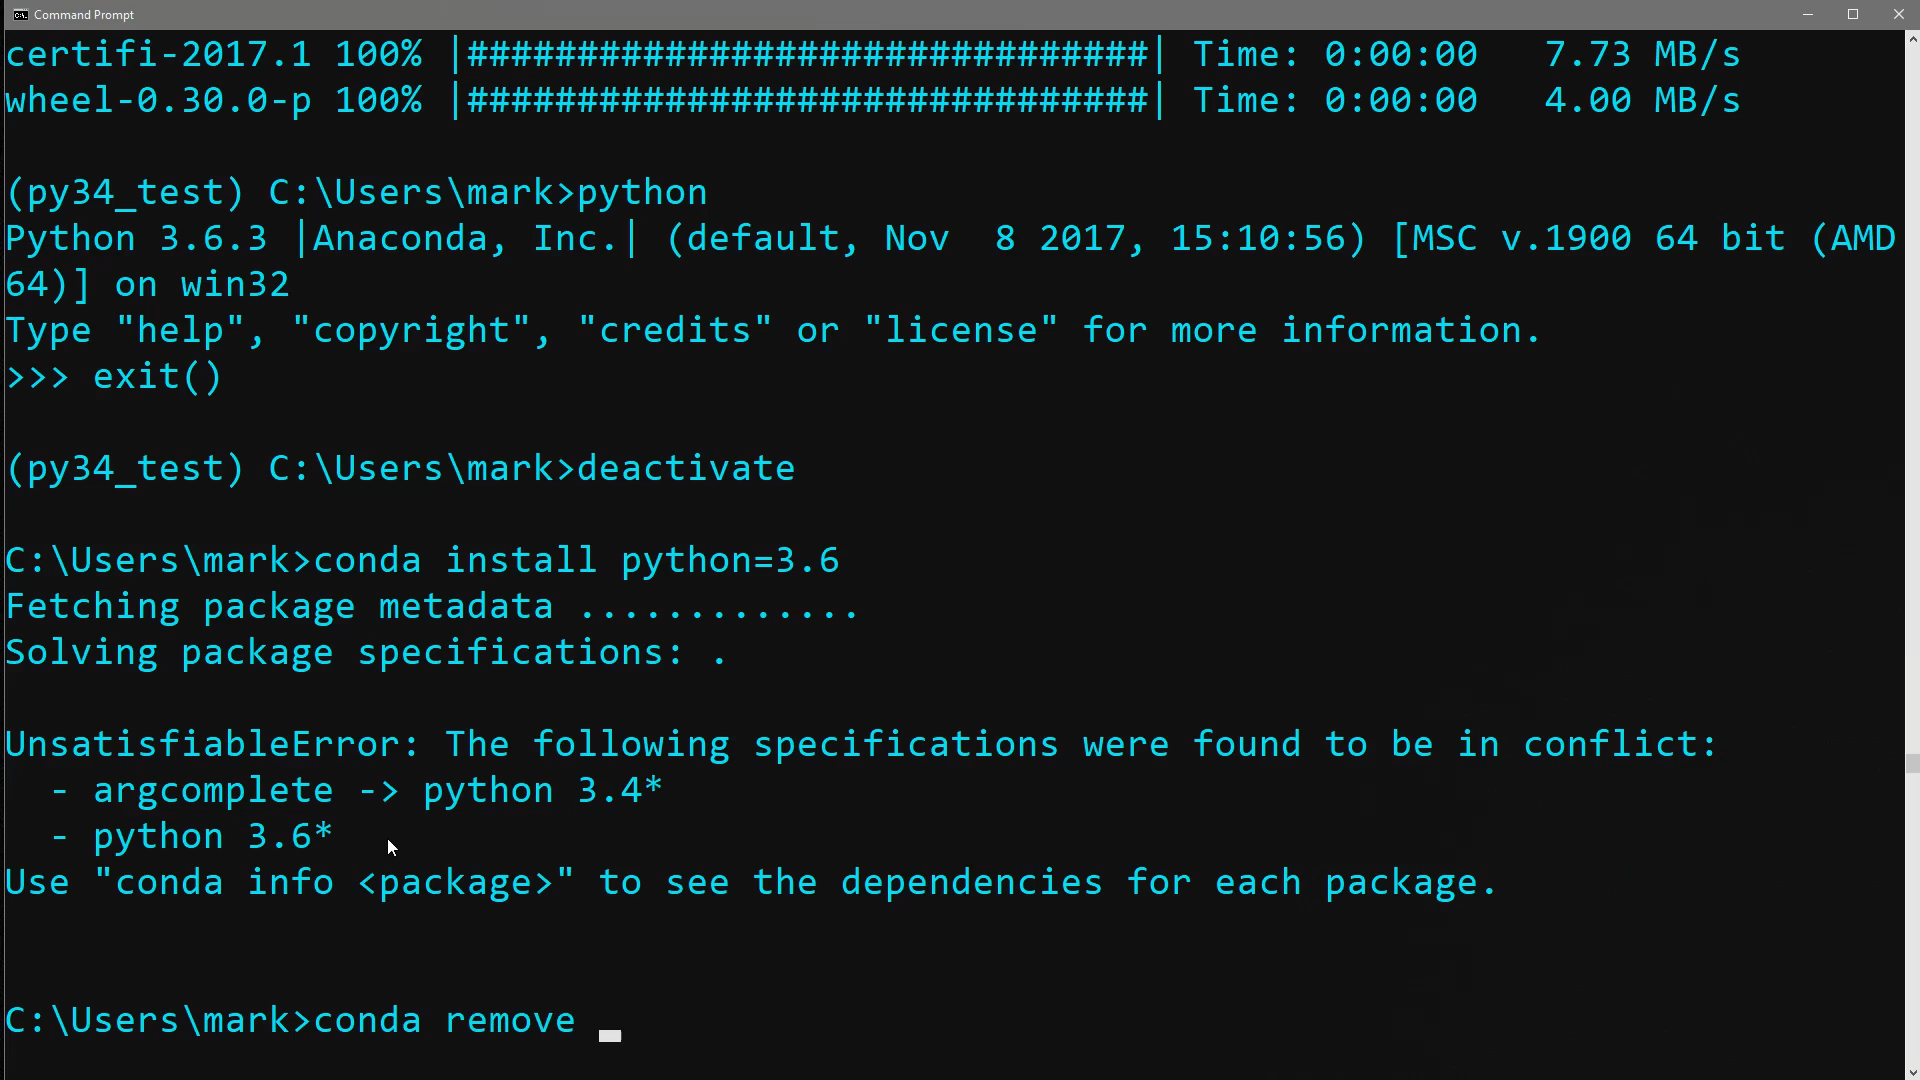 Command Prompt
certifi-2017.1 100% |###############################| Time: 0:00:00   7.73 MB/s
wheel-0.30.0-p 100% |###############################| Time: 0:00:00   4.00 MB/s
(py34_test) C:\Users\mark>python
Python 3.6.3 |Anaconda, Inc.| (default, Nov  8 2017, 15:10:56) [MSC v.1900 64 bit (AMD
64)] on win32
Type "help", "copyright", "credits" or "license" for more information.
>>> exit()
(py34_test) C:\Users\mark>deactivate
C:\Users\mark>conda install python=3.6
Fetching package metadata .............
Solving package specifications: .
UnsatisfiableError: The following specifications were found to be in conflict:
  - argcomplete -> python 3.4*
  - python 3.6*
Use "conda info <package>" to see the dependencies for each package.
C:\Users\mark>conda remove